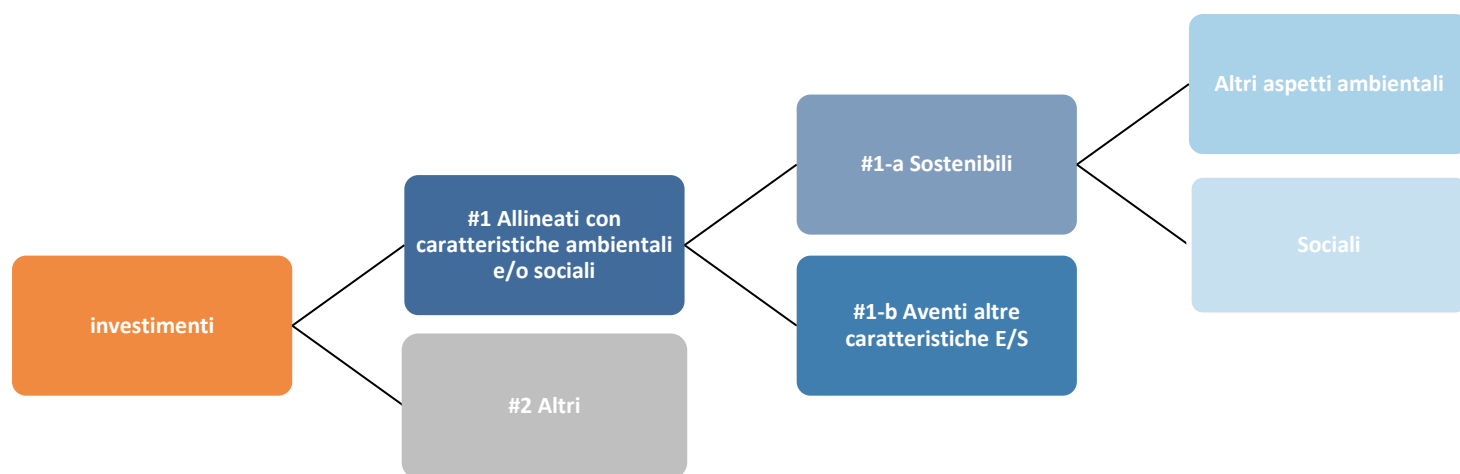 investimenti
#1 Allineati con
caratteristiche ambientali
e/o sociali
#2 Altri
#1-a Sostenibili
#1-b Aventi altre
caratteristiche E/S
Altri aspetti ambientali
Sociali